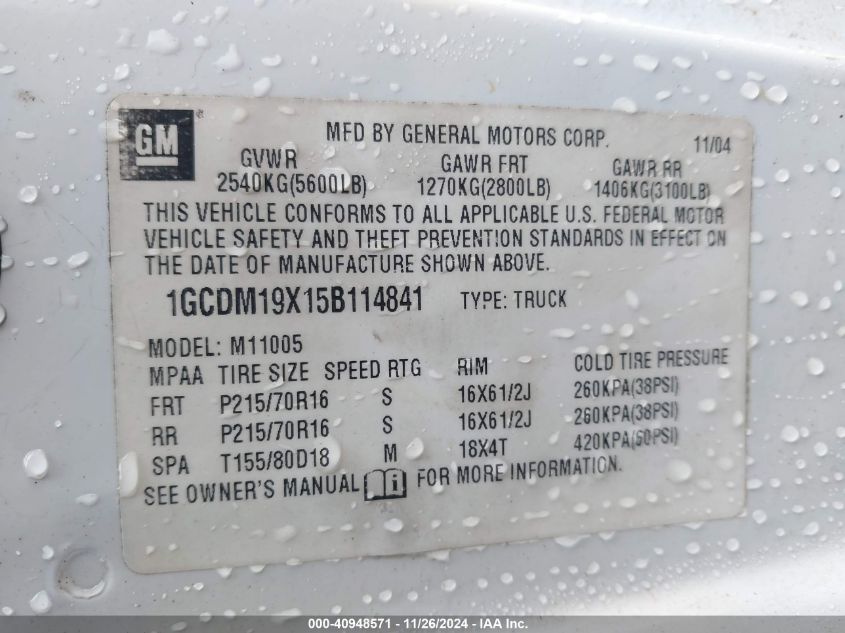 GM
MFD BY GENERAL MOTORS CORP. 11/04
GVWR GAWR FRT GAWR RR
2540KG(5600LB) 1270KG(2800LB) 1406KG(3100LB)
THIS VEHICLE CONFORMS TO ALL APPLICABLE U.S. FEDERAL MOTOR
VEHICLE SAFETY AND THEFT PREVENTION STANDARDS IN EFFECT ON
THE DATE OF MANUFACTURE SHOWN ABOVE.
1GCDM19X15B114841 TYPE: TRUCK
MODEL: M11005
MPAA TIRE SIZE SPEED RTG RIM COLD TIRE PRESSURE
FRT P215/70R16 S 16X61/2J 260KPA(38PSI)
RR P215/70R16 S 16X61/2J 260KPA(38PSI)
SPA T155/80D18 M 18X4T 420KPA(60PSI)
SEE OWNER'S MANUAL FOR MORE INFORMATION.
000-40948571 - 11/26/2024 - IAA Inc.